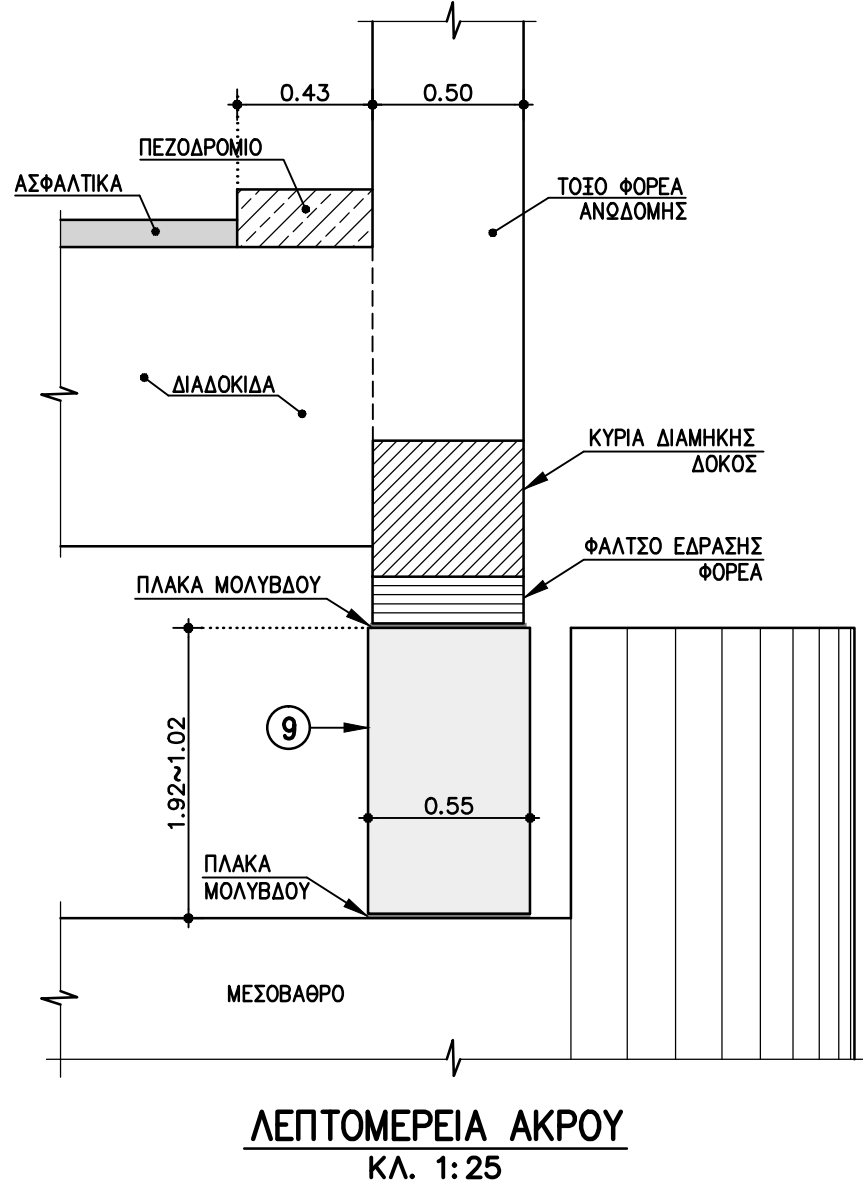 0.43
0.50
ΠΕΖΟΔΡΟΜΙΟ
ΑΣΦΑΛΤΙΚΑ
ΤΟΞΟ ΦΟΡΕΑ
ΑΝΩΔΟΜΗΣ
ΔΙΑΔΟΚΙΔΑ
ΚΥΡΙΑ ΔΙΑΜΗΚΗΣ
ΔΟΚΟΣ
ΦΑΛΤΣΟ ΕΔΡΑΣΗΣ
ΦΟΡΕΑ
ΠΛΑΚΑ ΜΟΛΥΒΔΟΥ
9
1.92~1.02
0.55
ΠΛΑΚΑ
ΜΟΛΥΒΔΟΥ
ΜΕΣΟΒΑΘΡΟ
ΛΕΠΤΟΜΕΡΕΙΑ ΑΚΡΟΥ
ΚΛ. 1:25